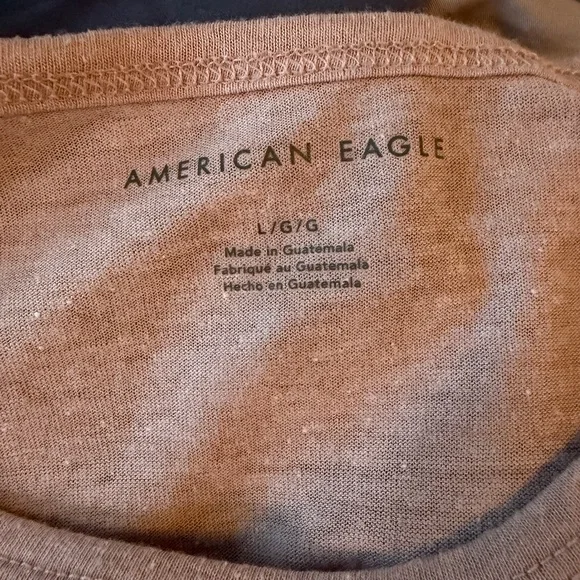 AMERICAN EAGLE
L/G/G
Made in Guatemala
Fabriqué au Guatemala
Hecho en Guatemala